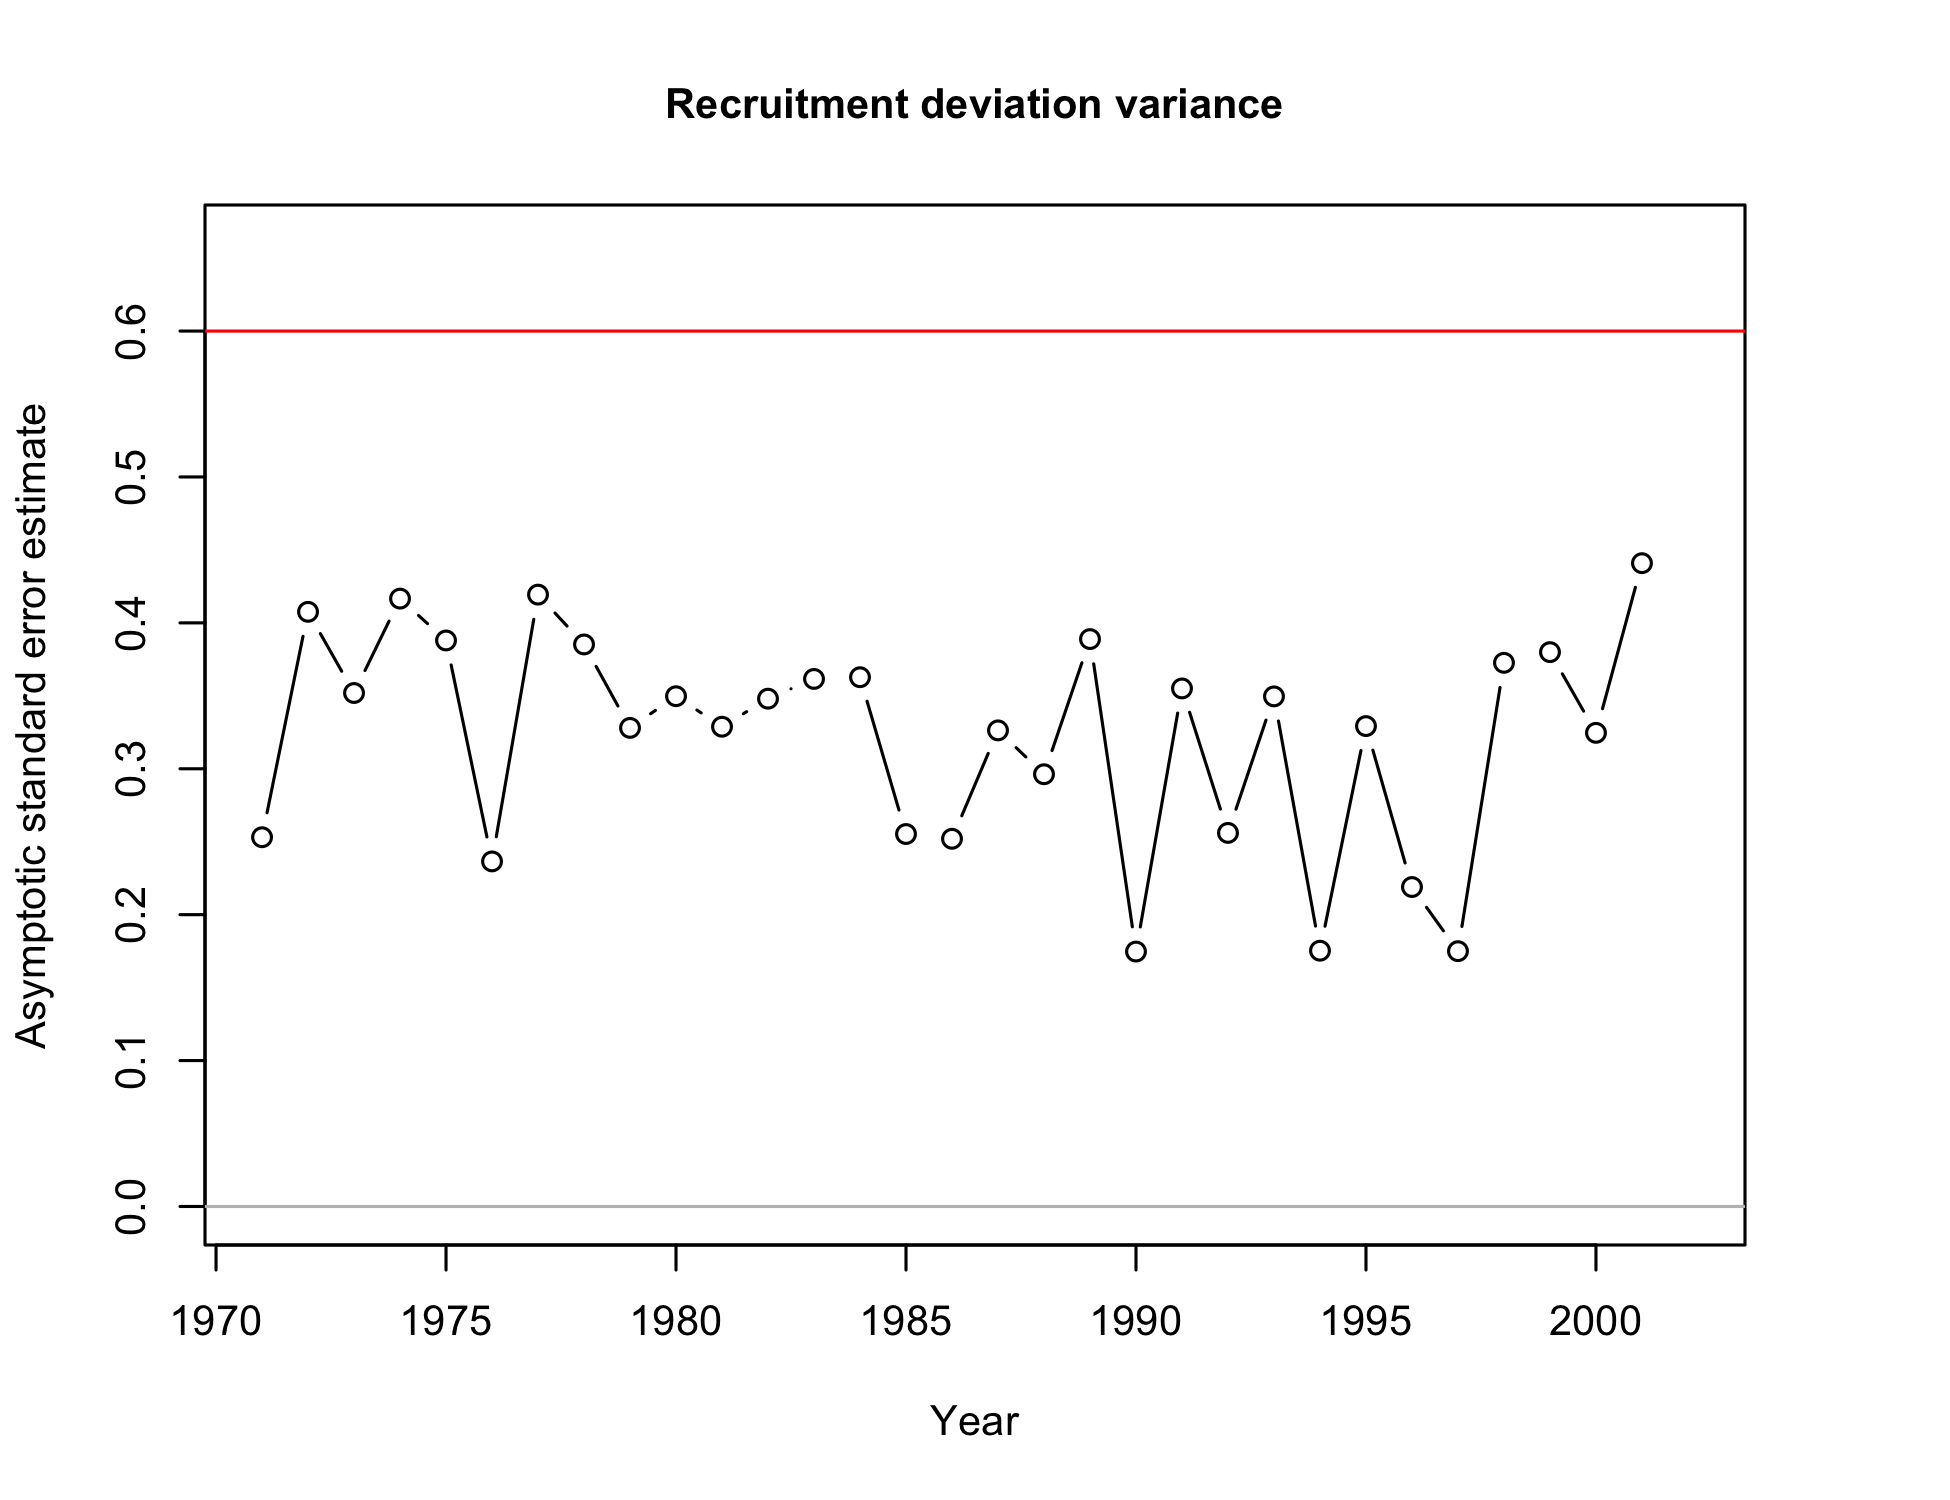 Recruitment deviation variance
Asymptotic standard error estimate
0.6
0.5
0.4
0.3
0.2
0.1
0.0
1970 1975 1980 1985 1990 1995 2000
Year